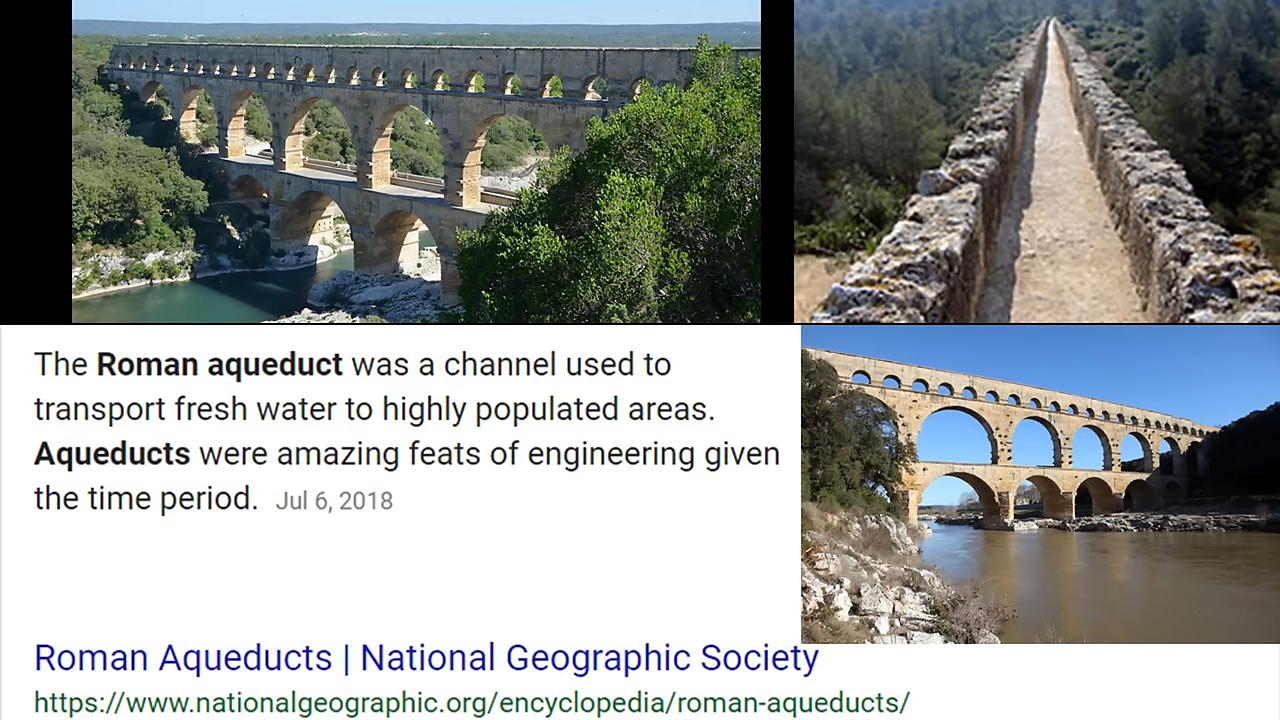 The Roman aqueduct was a channel used to
transport fresh water to highly populated areas.
Aqueducts were amazing feats of engineering given
the time period. Jul 6, 2018
Roman Aqueducts | National Geographic Society
https://www.nationalgeographic.org/encyclopedia/roman-aqueducts/